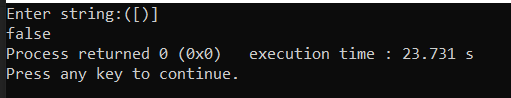 Enter string:([)]
false
Process returned 0 (0x0)   execution time : 23.731 s
Press any key to continue.